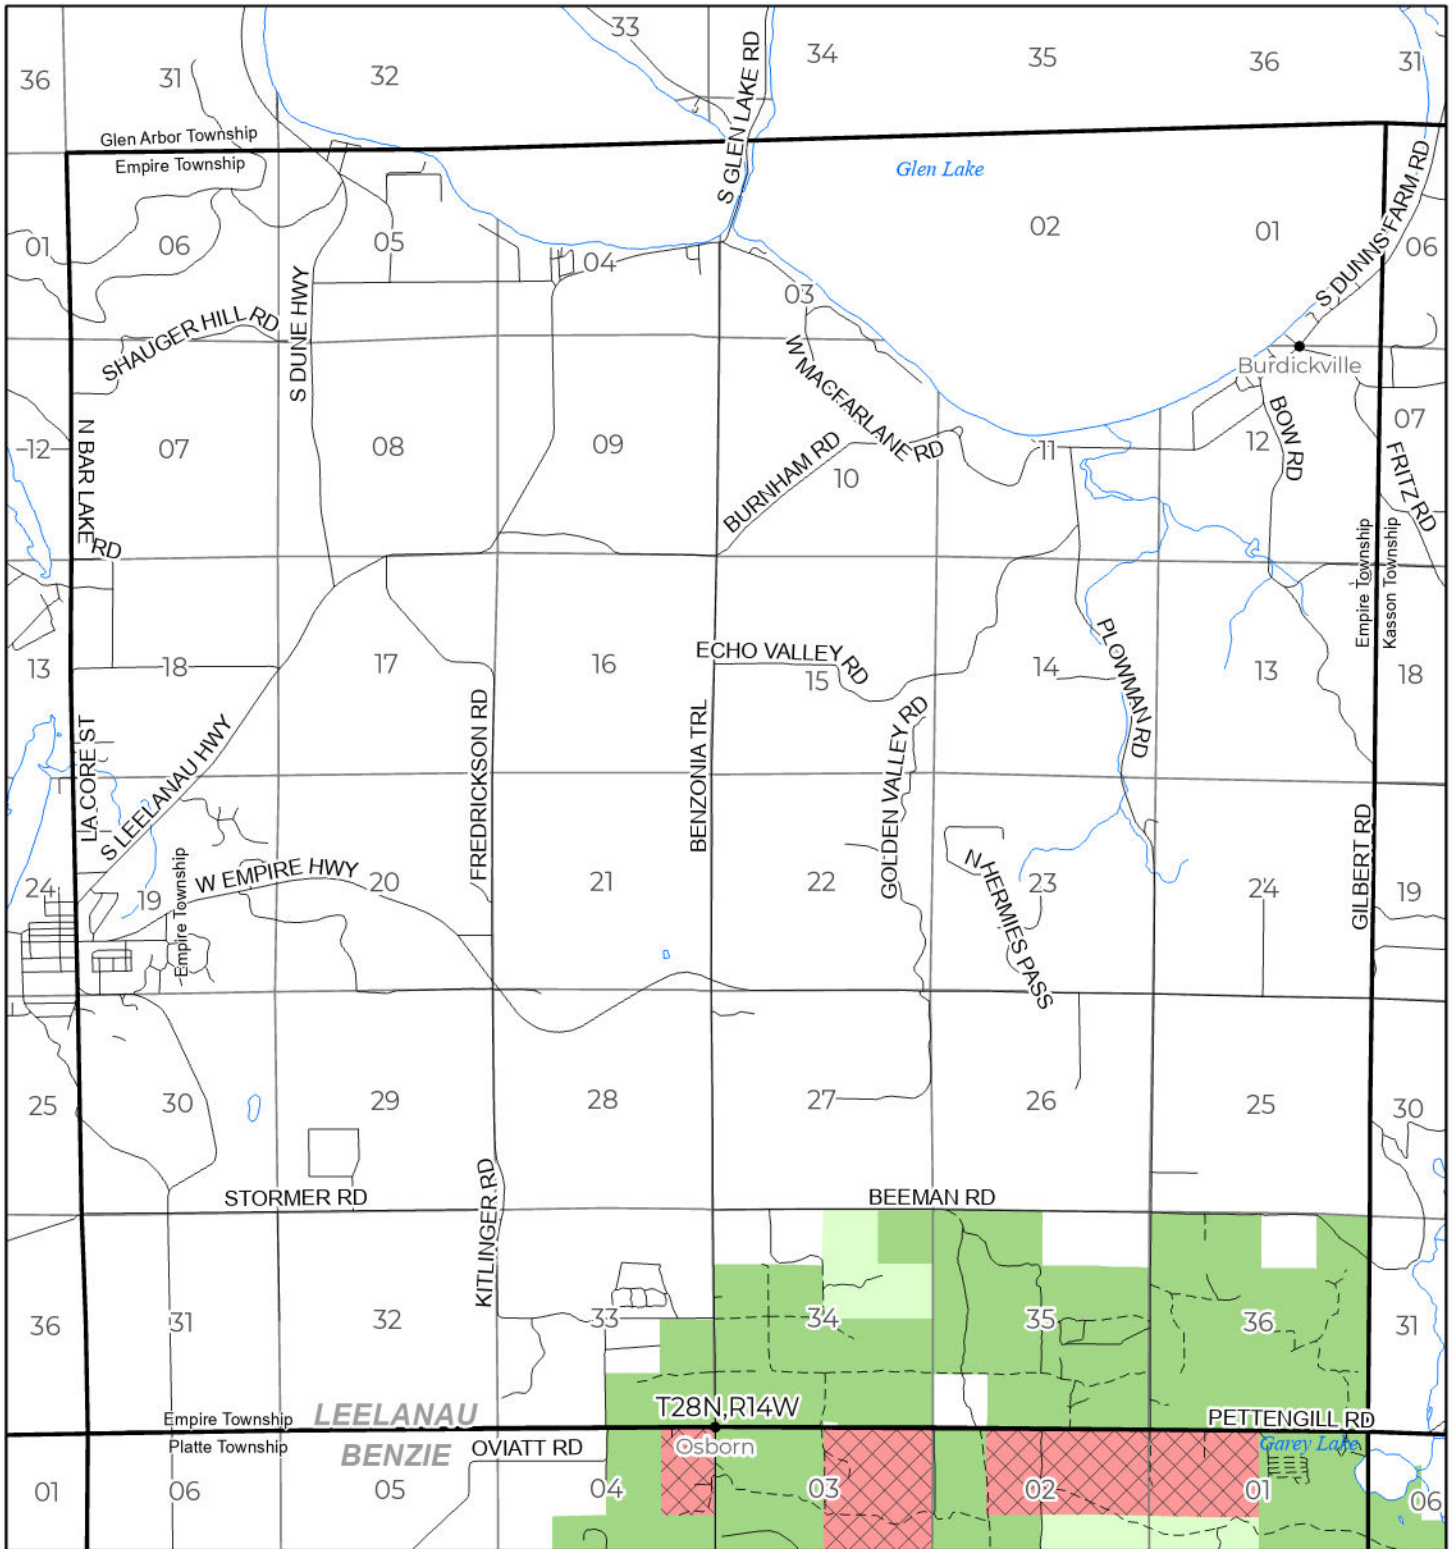 33
34
35
36
31
36
31
32
S GLEN LAKE RD
Glen Arbor Township
Empire Township
Glen Lake
S DUNNS FARM RD
01
06
05
04
03
02
01
06
S DUNE HWY
SHAUGER HILL RD
W MACFARLANE RD
Burdickville
N BAR LAKE RD
12
07
08
09
BURNHAM RD
10
11
12
BOW RD
07
FRITZ RD
Empire Township
Kasson Township
13
18
17
16
ECHO VALLEY RD
15
14
PLOWMAN RD
13
18
LA CORE ST
S LEELANAU HWY
FREDRICKSON RD
BENZONIA TRL
GOLDEN VALLEY RD
N HERMIES PASS
GILBERT RD
24
19
Empire Township
W EMPIRE HWY
20
21
22
23
24
19
25
30
29
28
27
26
25
30
STORMER RD
KITLINGER RD
BEEMAN RD
36
31
32
33
34
35
36
31
Empire Township
LEELANAU
T28N,R14W
PETTENGILL RD
Platte Township
BENZIE
OVIATT RD
Osborn
Garey Lake
01
06
05
04
03
02
01
06